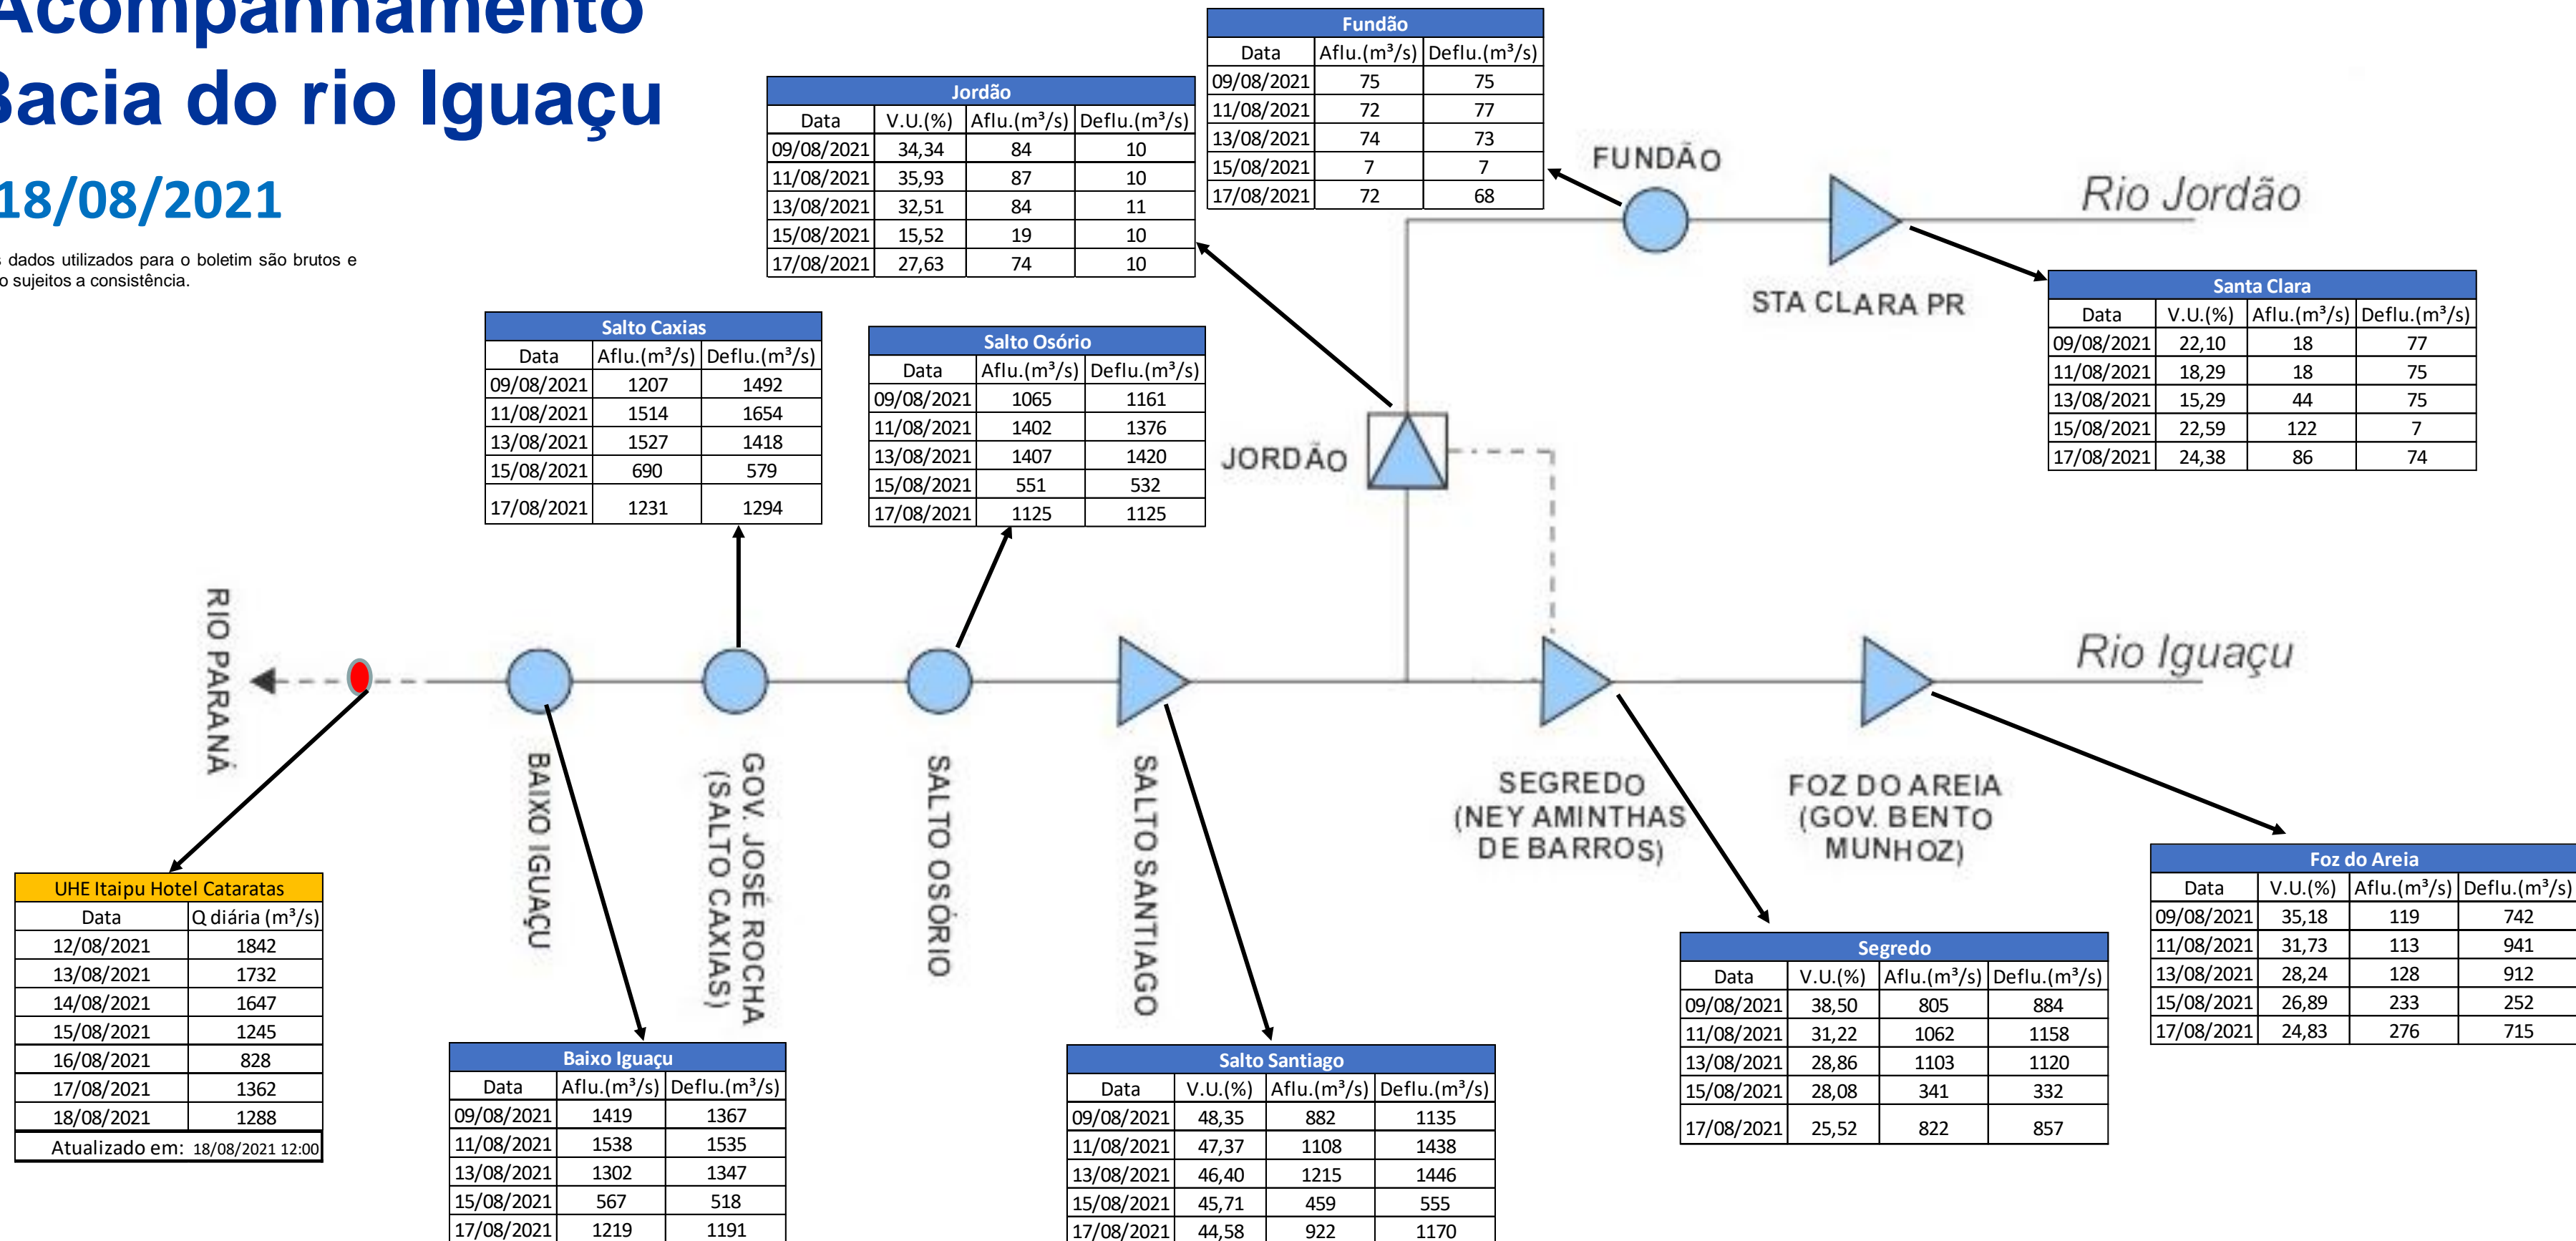 Acompanhamento
Bacia do rio Iguaçu
18/08/2021
s dados utilizados para o boletim são brutos e
o sujeitos a consistência.
Fundão
Data Aflu.(m³/s) Deflu.(m³/s)
09/08/2021 75 75
11/08/2021 72 77
13/08/2021 74 73
15/08/2021 7 7
17/08/2021 72 68
Jordão
Data V.U.(%) Aflu.(m³/s) Deflu.(m³/s)
09/08/2021 34,34 84 10
11/08/2021 35,93 87 10
13/08/2021 32,51 84 11
15/08/2021 15,52 19 10
17/08/2021 27,63 74 10
FUNDÃO
Rio Jordão
STA CLARA PR
Santa Clara
Data V.U.(%) Aflu.(m³/s) Deflu.(m³/s)
09/08/2021 22,10 18 77
11/08/2021 18,29 18 75
13/08/2021 15,29 44 75
15/08/2021 22,59 122 7
17/08/2021 24,38 86 74
Salto Caxias
Data Aflu.(m³/s) Deflu.(m³/s)
09/08/2021 1207 1492
11/08/2021 1514 1654
13/08/2021 1527 1418
15/08/2021 690 579
17/08/2021 1231 1294
Salto Osório
Data Aflu.(m³/s) Deflu.(m³/s)
09/08/2021 1065 1161
11/08/2021 1402 1376
13/08/2021 1407 1420
15/08/2021 551 532
17/08/2021 1125 1125
JORDÃO
RIO PARANÁ
Rio Iguaçu
BAIXO IGUAÇU
GOV. JOSÉ ROCHA
(SALTO CAXIAS)
SALTO OSÓRIO
SALTO SANTIAGO
SEGREDO
(NEY AMINTHAS
DE BARROS)
FOZ DO AREIA
(GOV. BENTO
MUNHOZ)
UHE Itaipu Hotel Cataratas
Data Q diária (m³/s)
12/08/2021 1842
13/08/2021 1732
14/08/2021 1647
15/08/2021 1245
16/08/2021 828
17/08/2021 1362
18/08/2021 1288
Atualizado em: 18/08/2021 12:00
Baixo Iguaçu
Data Aflu.(m³/s) Deflu.(m³/s)
09/08/2021 1419 1367
11/08/2021 1538 1535
13/08/2021 1302 1347
15/08/2021 567 518
17/08/2021 1219 1191
Salto Santiago
Data V.U.(%) Aflu.(m³/s) Deflu.(m³/s)
09/08/2021 48,35 882 1135
11/08/2021 47,37 1108 1438
13/08/2021 46,40 1215 1446
15/08/2021 45,71 459 555
17/08/2021 44,58 922 1170
Segredo
Data V.U.(%) Aflu.(m³/s) Deflu.(m³/s)
09/08/2021 38,50 805 884
11/08/2021 31,22 1062 1158
13/08/2021 28,86 1103 1120
15/08/2021 28,08 341 332
17/08/2021 25,52 822 857
Foz do Areia
Data V.U.(%) Aflu.(m³/s) Deflu.(m³/s)
09/08/2021 35,18 119 742
11/08/2021 31,73 113 941
13/08/2021 28,24 128 912
15/08/2021 26,89 233 252
17/08/2021 24,83 276 715